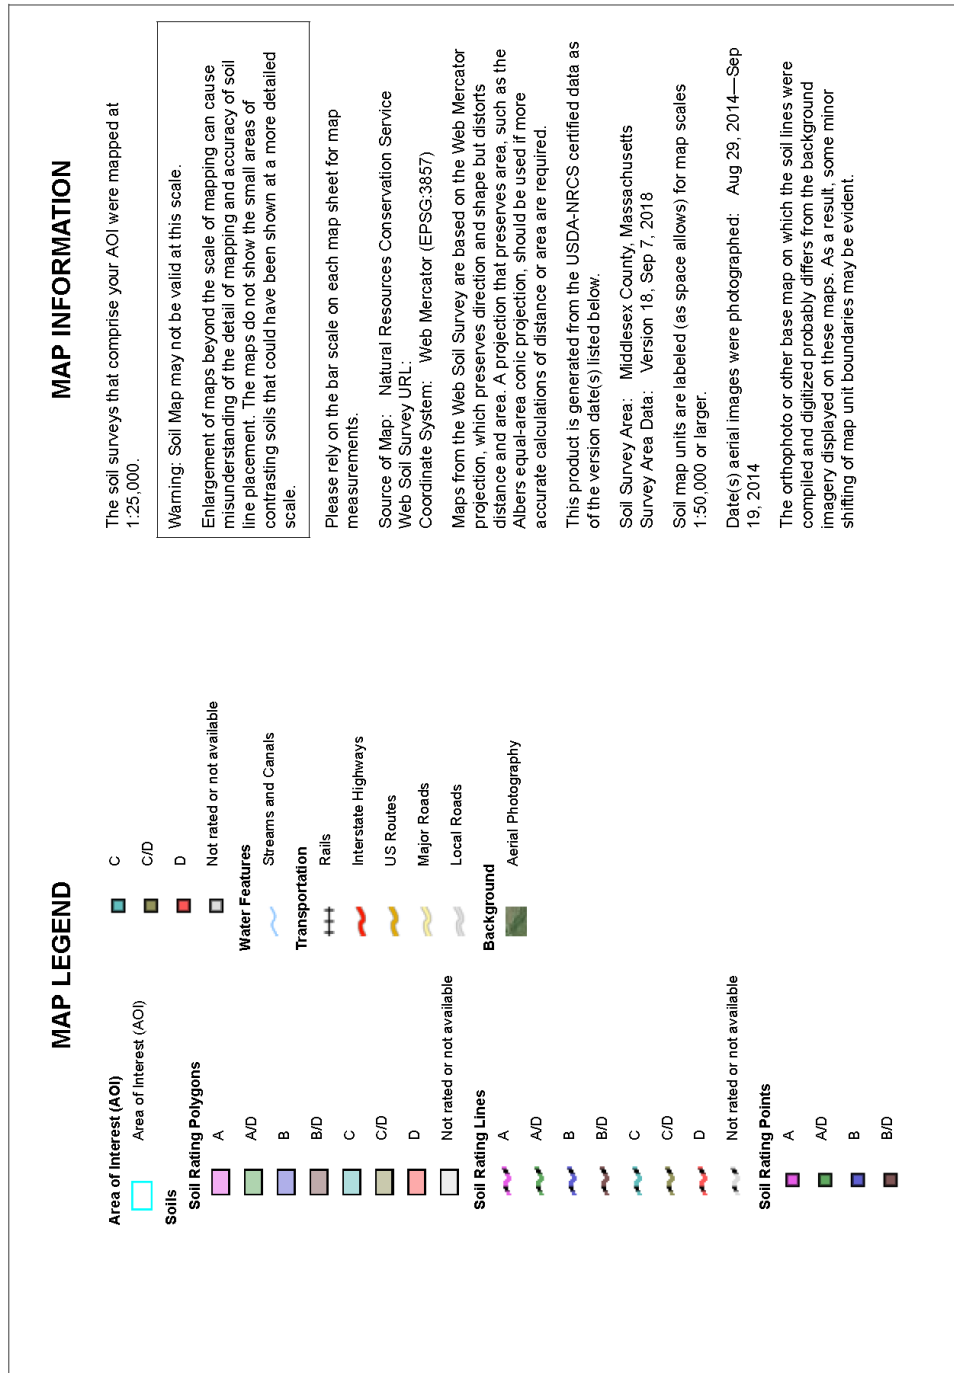 MAP LEGEND
Area of Interest (AOI)
Area of Interest (AOI)
Soils
Soil Rating Polygons
A
A/D
B
B/D
C
C/D
D
Not rated or not available
Soil Rating Lines
A
A/D
B
B/D
C
C/D
D
Not rated or not available
Soil Rating Points
A
A/D
B
B/D
C
C/D
D
Not rated or not available
Water Features
Streams and Canals
Transportation
Rails
Interstate Highways
US Routes
Major Roads
Local Roads
Background
Aerial Photography
MAP INFORMATION
The soil surveys that comprise your AOI were mapped at
1:25,000.
Warning: Soil Map may not be valid at this scale.
Enlargement of maps beyond the scale of mapping can cause
misunderstanding of the detail of mapping and accuracy of soil
line placement. The maps do not show the small areas of
contrasting soils that could have been shown at a more detailed
scale.
Please rely on the bar scale on each map sheet for map
measurements.
Source of Map: Natural Resources Conservation Service
Web Soil Survey URL:
Coordinate System: Web Mercator (EPSG:3857)
Maps from the Web Soil Survey are based on the Web Mercator
projection, which preserves direction and shape but distorts
distance and area. A projection that preserves area, such as the
Albers equal-area conic projection, should be used if more
accurate calculations of distance or area are required.
This product is generated from the USDA-NRCS certified data as
of the version date(s) listed below.
Soil Survey Area: Middlesex County, Massachusetts
Survey Area Data: Version 18, Sep 7, 2018
Soil map units are labeled (as space allows) for map scales
1:50,000 or larger.
Date(s) aerial images were photographed: Aug 29, 2014—Sep
19, 2014
The orthophoto or other base map on which the soil lines were
compiled and digitized probably differs from the background
imagery displayed on these maps. As a result, some minor
shifting of map unit boundaries may be evident.